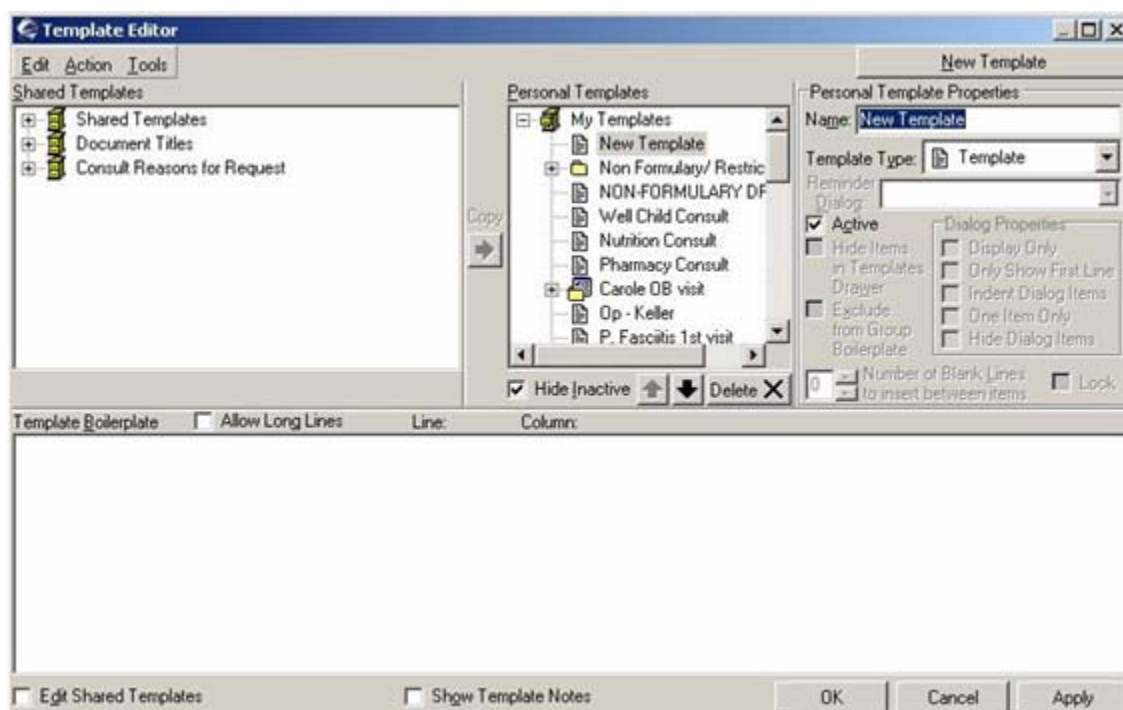 Template Editor
Edit Action Tools
New Template
Shared Templates
Shared Templates
Document Titles
Consult Reasons for Request
Copy
Personal Templates
My Templates
New Template
Non Formulary/ Restric
NON-FORMULARY DF
Well Child Consult
Nutrition Consult
Pharmacy Consult
Carole OB visit
Op - Keller
P. Fasciitis 1st visit
Hide Inactive
Delete
Personal Template Properties
Name: New Template
Template Type: Template
Reminder
Dialog:
Active
Hide Items
in Templates
Drawer
Exclude
from Group
Boilerplate
Dialog Properties
Display Only
Only Show First Line
Indent Dialog Items
One Item Only
Hide Dialog Items
0 Number of Blank Lines
to insert between items
Lock
Template Boilerplate Allow Long Lines Line: Column:
Edit Shared Templates Show Template Notes OK Cancel Apply